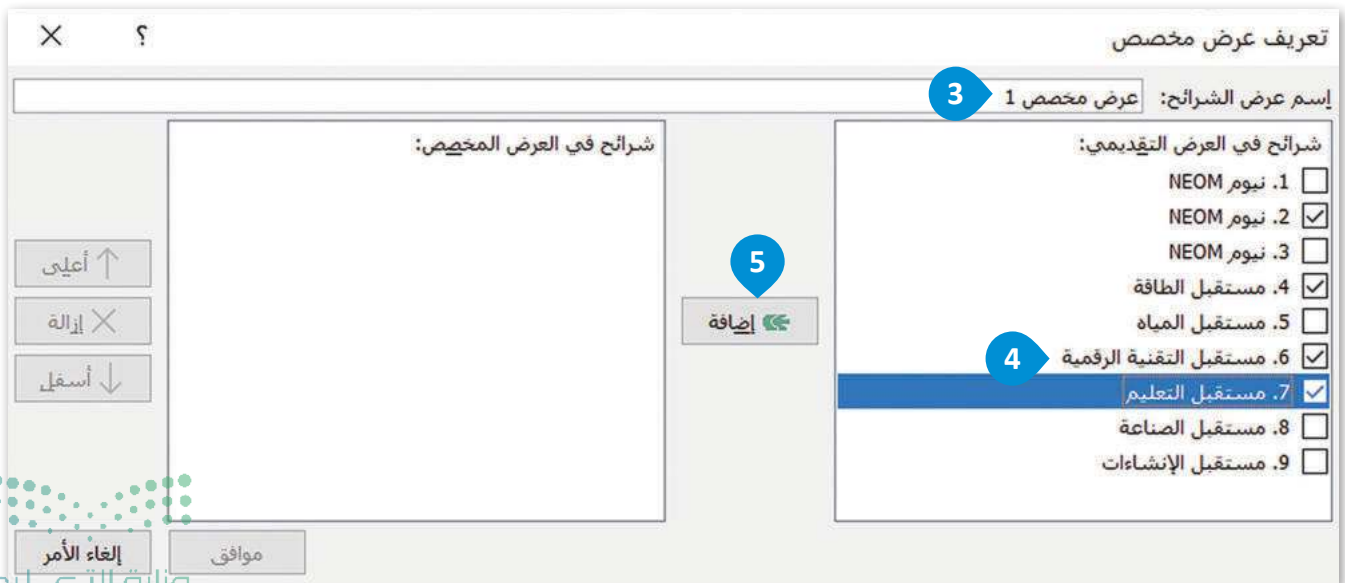 تعريف عرض مخصص
؟
إسم عرض الشرائح: عرض مخصص 1
3
شرائح في العرض التقديمي:
1. نيوم NEOM
2. نيوم NEOM
3. نيوم NEOM
4. مستقبل الطاقة
5. مستقبل المياه
6. مستقبل التقنية الرقمية
4
7. مستقبل التعليم
8. مستقبل الصناعة
9. مستقبل الإنشاءات
5
إضافة
شرائح في العرض المخصص:
أعلى
إزالة
أسفل
موافق
إلغاء الأمر